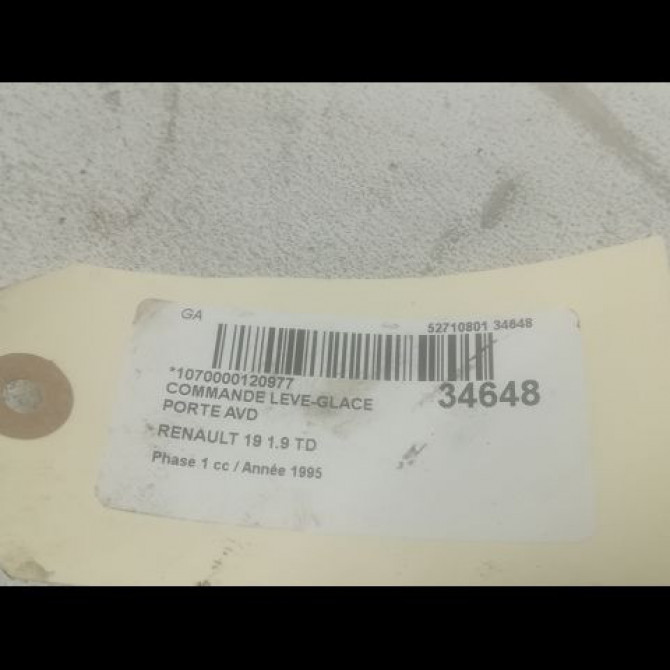 GA
52710801 34648
*1070000120977
34648
COMMANDE LEVE-GLACE
PORTE AVD
RENAULT 19 1.9 TD
Phase 1 cc / Année 1995